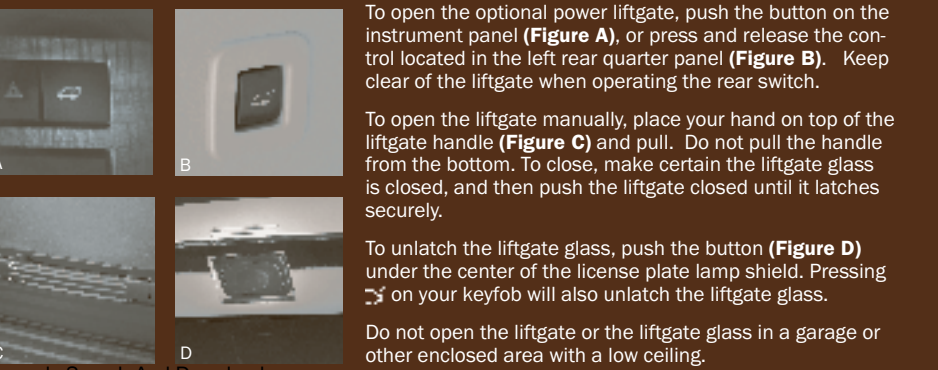 To open the optional power liftgate, push the button on the
instrument panel (Figure A), or press and release the con-
trol located in the left rear quarter panel (Figure B). Keep
clear of the liftgate when operating the rear switch.
To open the liftgate manually, place your hand on top of the
liftgate handle (Figure C) and pull. Do not pull the handle
from the bottom. To close, make certain the liftgate glass
is closed, and then push the liftgate closed until it latches
securely.
To unlatch the liftgate glass, push the button (Figure D)
under the center of the license plate lamp shield. Pressing
on your keyfob will also unlatch the liftgate glass.
Do not open the liftgate or the liftgate glass in a garage or
other enclosed area with a low ceiling.
A
B
C
D